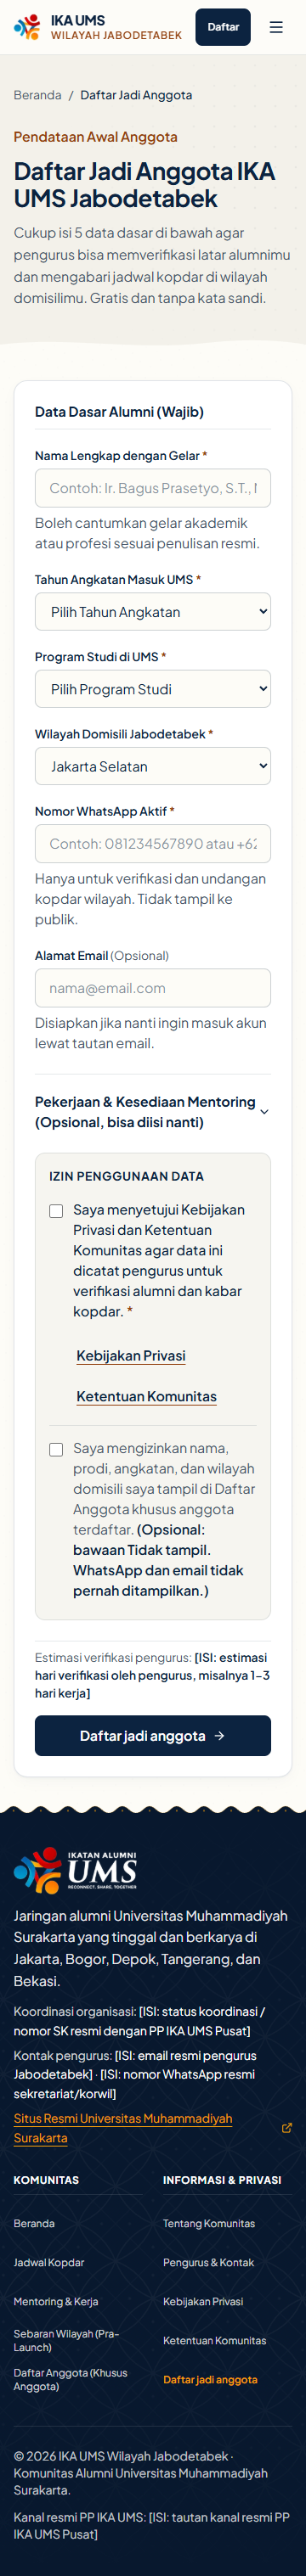 IKA UMS
WILAYAH JABODETABEK
Daftar
Beranda / Daftar Jadi Anggota
Pendataan Awal Anggota
Daftar Jadi Anggota IKA
UMS Jabodetabek
Cukup isi 5 data dasar di bawah agar
pengurus bisa memverifikasi latar alumnimu
dan mengabari jadwal kopdar di wilayah
domisilimu. Gratis dan tanpa kata sandi.
Data Dasar Alumni (Wajib)
Nama Lengkap dengan Gelar *
Contoh: Ir. Bagus Prasetyo, S.T., M
Boleh cantumkan gelar akademik
atau profesi sesuai penulisan resmi.
Tahun Angkatan Masuk UMS *
Pilih Tahun Angkatan
Program Studi di UMS *
Pilih Program Studi
Wilayah Domisili Jabodetabek *
Jakarta Selatan
Nomor WhatsApp Aktif *
Contoh: 081234567890 atau +62
Hanya untuk verifikasi dan undangan
kopdar wilayah. Tidak tampil ke
publik.
Alamat Email (Opsional)
nama@email.com
Disiapkan jika nanti ingin masuk akun
lewat tautan email.
Pekerjaan & Kesediaan Mentoring
(Opsional, bisa diisi nanti)
IZIN PENGGUNAAN DATA
Saya menyetujui Kebijakan
Privasi dan Ketentuan
Komunitas agar data ini
dicatat pengurus untuk
verifikasi alumni dan kabar
kopdar. *
Kebijakan Privasi
Ketentuan Komunitas
Saya mengizinkan nama,
prodi, angkatan, dan wilayah
domisili saya tampil di Daftar
Anggota khusus anggota
terdaftar. (Opsional:
bawaan Tidak tampil.
WhatsApp dan email tidak
pernah ditampilkan.)
Estimasi verifikasi pengurus: [ISI: estimasi
hari verifikasi oleh pengurus, misalnya 1–3
hari kerja]
Daftar jadi anggota
IKATAN ALUMNI
UMS
RECONNECT, SHARE, TOGETHER
Jaringan alumni Universitas Muhammadiyah
Surakarta yang tinggal dan berkarya di
Jakarta, Bogor, Depok, Tangerang, dan
Bekasi.
Koordinasi organisasi: [ISI: status koordinasi /
nomor SK resmi dengan PP IKA UMS Pusat]
Kontak pengurus: [ISI: email resmi pengurus
Jabodetabek] · [ISI: nomor WhatsApp resmi
sekretariat/korwil]
Situs Resmi Universitas Muhammadiyah
Surakarta
KOMUNITAS
Beranda
Jadwal Kopdar
Mentoring & Kerja
Sebaran Wilayah (Pra-
Launch)
Daftar Anggota (Khusus
Anggota)
INFORMASI & PRIVASI
Tentang Komunitas
Pengurus & Kontak
Kebijakan Privasi
Ketentuan Komunitas
Daftar jadi anggota
© 2026 IKA UMS Wilayah Jabodetabek ·
Komunitas Alumni Universitas Muhammadiyah
Surakarta.
Kanal resmi PP IKA UMS: [ISI: tautan kanal resmi PP
IKA UMS Pusat]